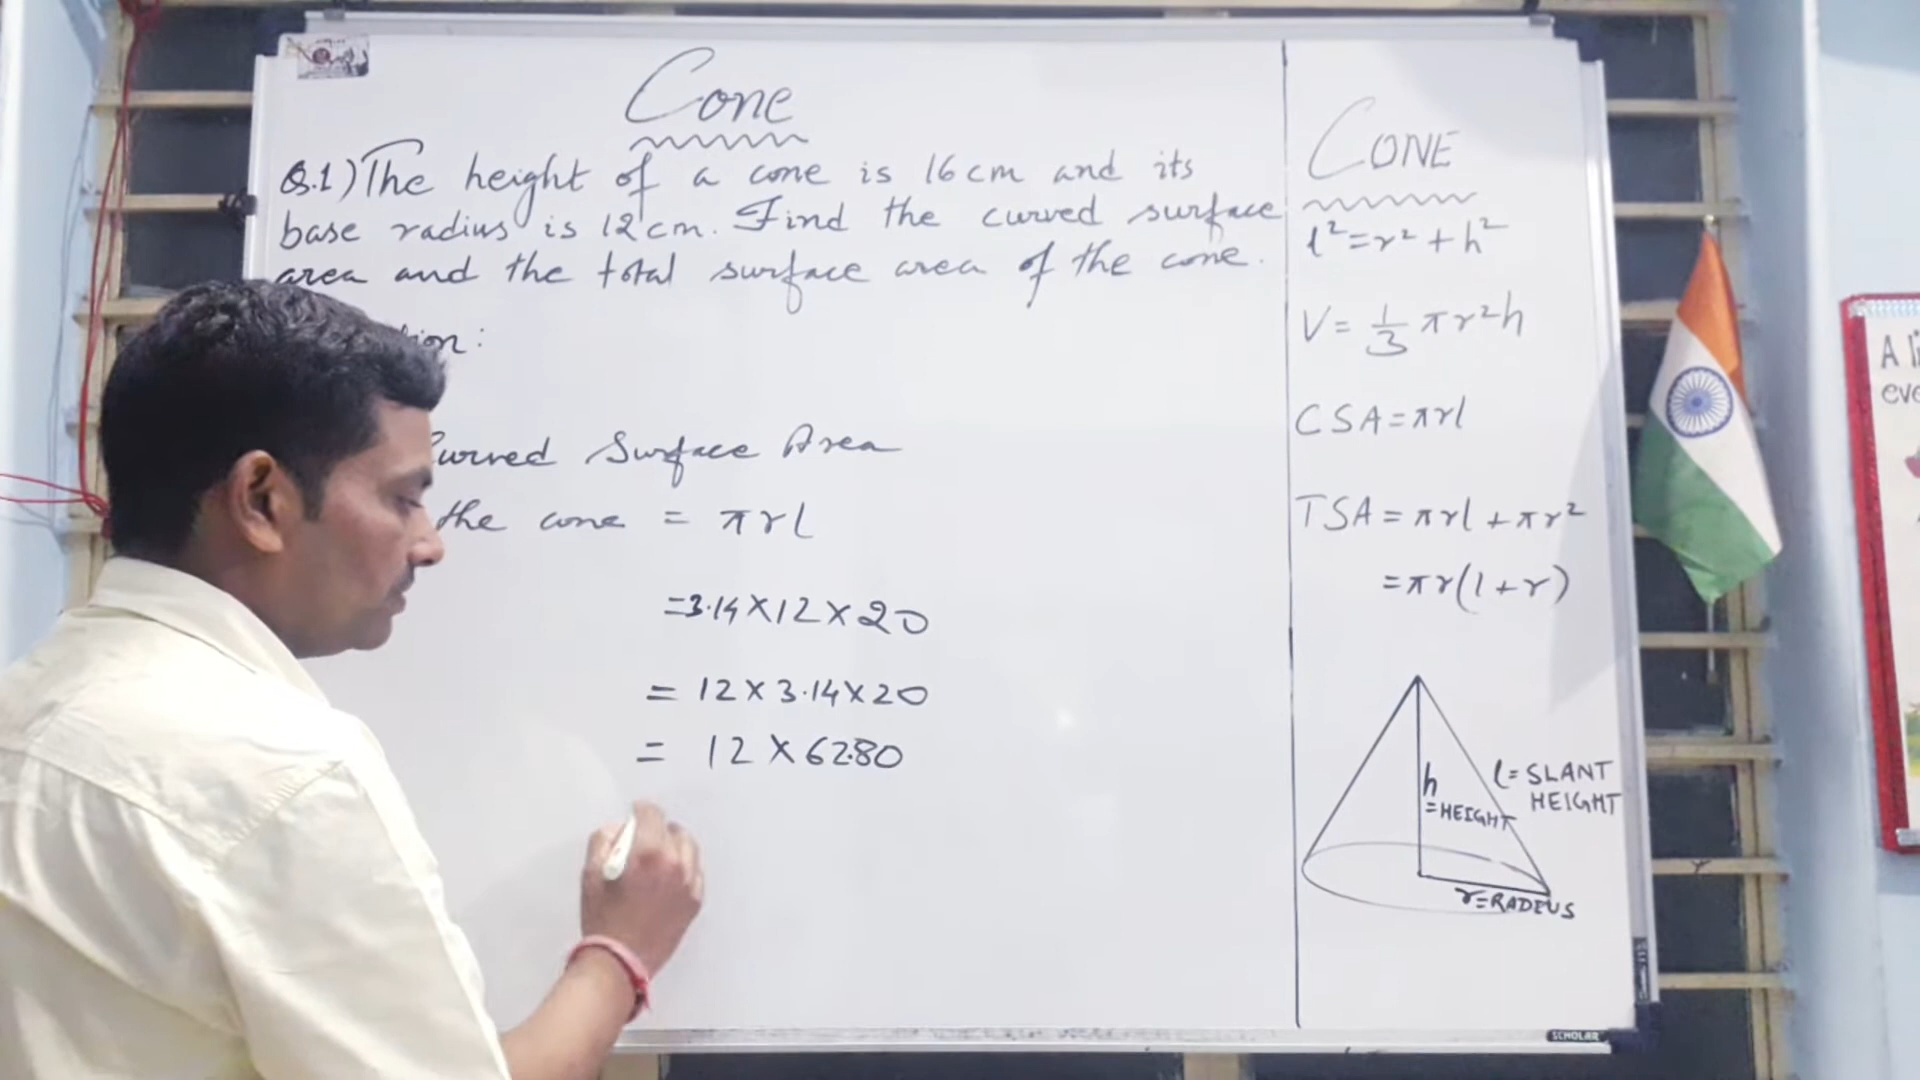 Cone
Q.1) The height of a cone is 16 cm and its
base radius is 12 cm. Find the curved surface
area and the total surface area of the cone.
:
Curved Surface Area
the cone = πrl
=3.14×12×20
= 12×3.14×20
= 12×62.80
CONE
l²=r²+h²
V= 1/3 πr²h
CSA=πrl
TSA=πrl+πr²
=πr(l+r)
h
=HEIGHT
l=SLANT
HEIGHT
r=RADIUS
SCHOLAR
A